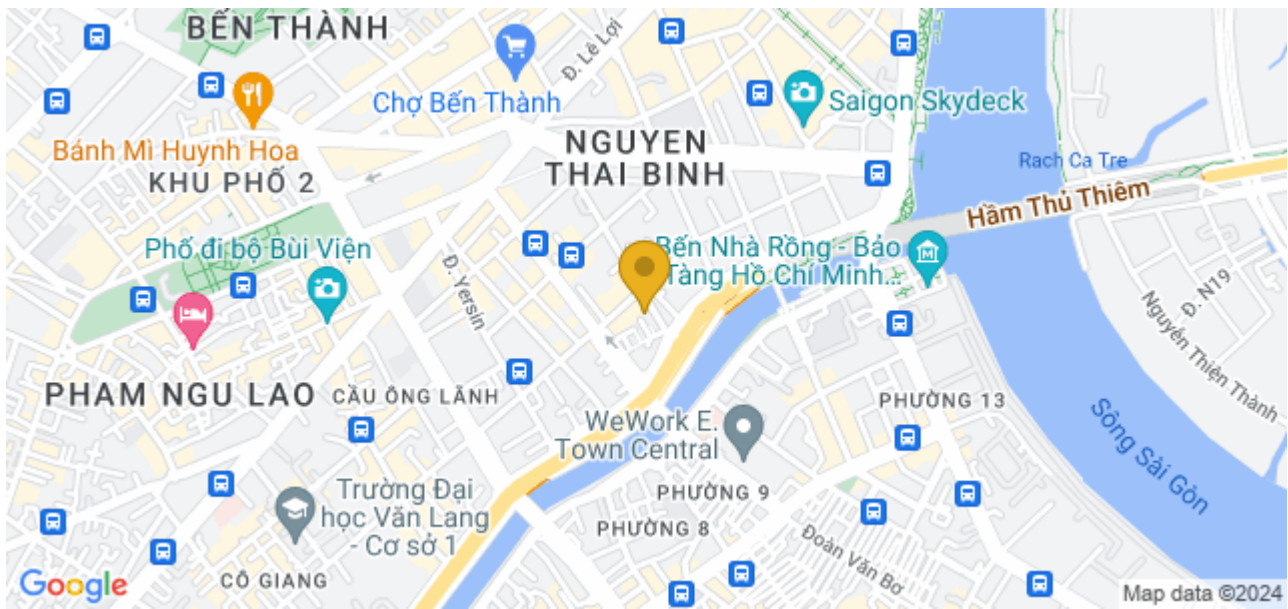 BẾN THÀNH
Đ. Lê Lợi
Chợ Bến Thành
Saigon Skydeck
Bánh Mì Huynh Hoa
KHU PHỐ 2
NGUYEN
THAI BINH
Rach Ca Tre
Hầm Thủ Thiêm
Phố đi bộ Bùi Viện
Đ. Yersin
Bến Nhà Rồng - Bảo
Tàng Hồ Chí Minh...
Đ. N19
Nguyễn Thiện Thành
PHAM NGU LAO
CẦU ÔNG LÃNH
PHƯỜNG 13
WeWork E.
Town Central
Sông Sài Gòn
Trường Đại
học Văn Lang
- Cơ sở 1
PHƯỜNG 9
PHƯỜNG 8
Đoàn Văn Bơ
CÔ GIANG
Google
Map data ©2024